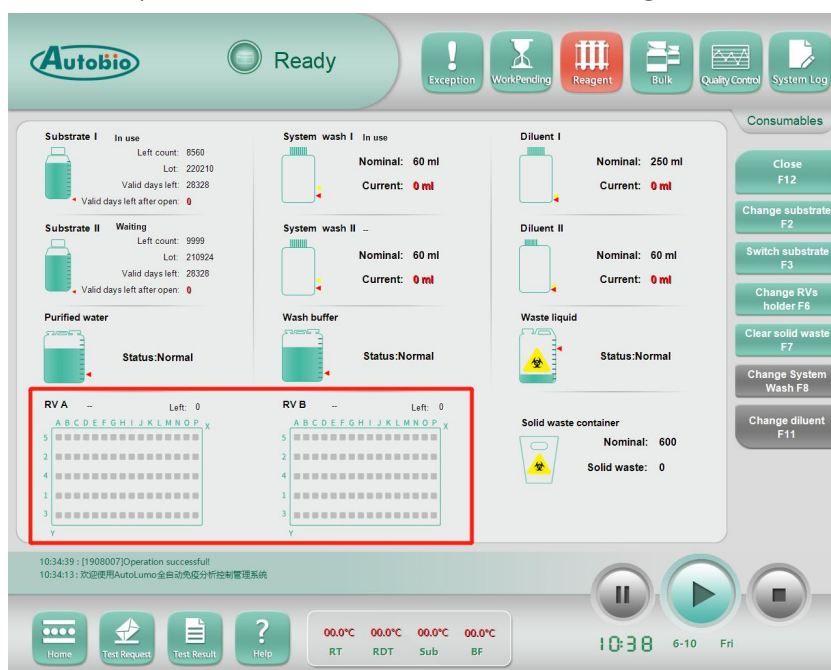 Autobio
Ready
Exception
WorkPending
Reagent
Bulk
Quality Control
System Log
Consumables
Substrate I In use
Left count: 8560
Lot: 220210
Valid days left: 28328
Valid days left after open: 0
System wash I In use
Nominal: 60 ml
Current: 0 ml
Diluent I
Nominal: 250 ml
Current: 0 ml
Substrate II Waiting
Left count: 9999
Lot: 210924
Valid days left: 28328
Valid days left after open: 0
System wash II --
Nominal: 60 ml
Current: 0 ml
Diluent II
Nominal: 60 ml
Current: 0 ml
Purified water
Status:Normal
Wash buffer
Status:Normal
Waste liquid
Status:Normal
RV A -- Left: 0
A B C D E F G H I J K L M N O P X
5
2
4
1
3
Y
RV B -- Left: 0
A B C D E F G H I J K L M N O P X
5
2
4
1
3
Y
Solid waste container
Nominal: 600
Solid waste: 0
Close
F12
Change substrate
F2
Switch substrate
F3
Change RVs
holder F6
Clear solid waste
F7
Change System
Wash F8
Change diluent
F11
10:34:39 : [1908007]Operation successful!
10:34:13 : 欢迎使用AutoLumo全自动免疫分析控制管理系统
Home
Test Request
Test Result
?
Help
00.0°C 00.0°C 00.0°C 00.0°C
RT RDT Sub BF
10:38 6-10 Fri